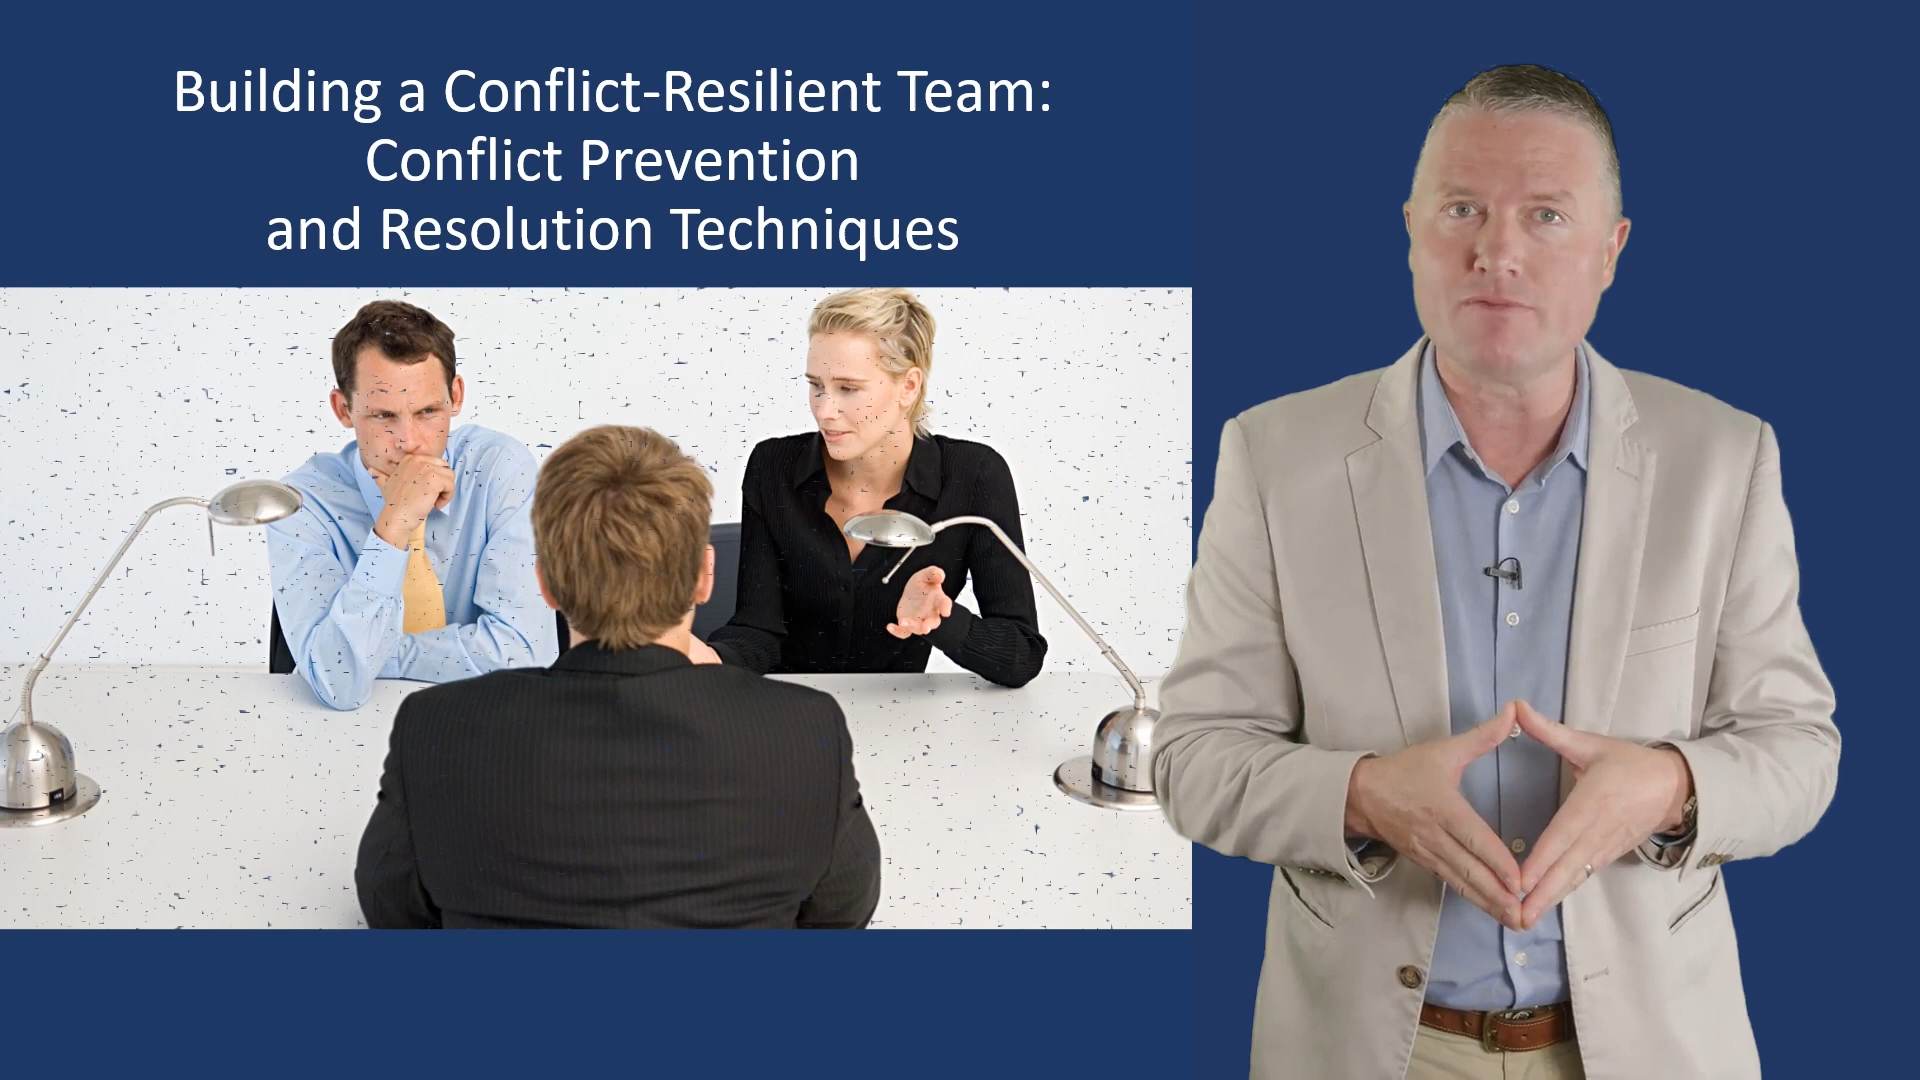 Building a Conflict-Resilient Team:
Conflict Prevention
and Resolution Techniques